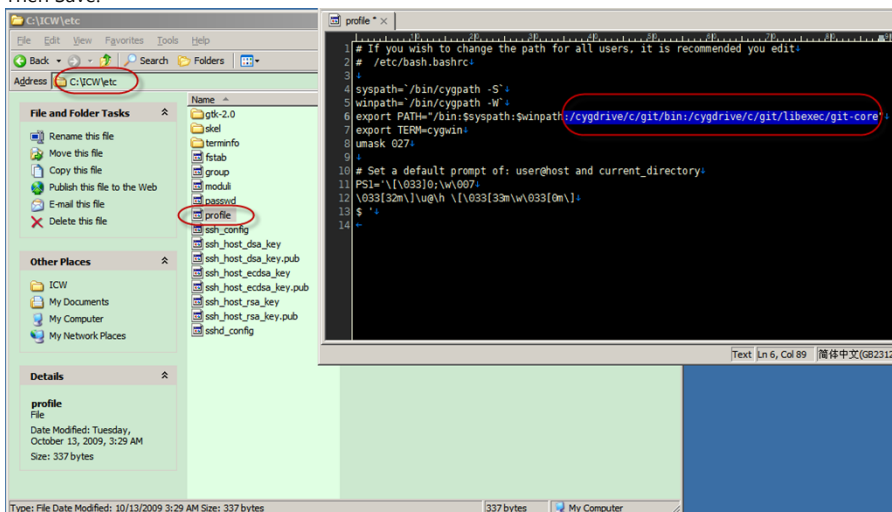 Then Save.
C:\ICW\etc
File Edit View Favorites Tools Help
Back Search Folders
Address C:\ICW\etc
File and Folder Tasks
Rename this file
Move this file
Copy this file
Publish this file to the Web
E-mail this file
Delete this file
Other Places
ICW
My Documents
My Computer
My Network Places
Details
profile
File
Date Modified: Tuesday,
October 13, 2009, 3:29 AM
Size: 337 bytes
Name
gtk-2.0
skel
terminfo
fstab
group
moduli
passwd
profile
ssh_config
ssh_host_dsa_key
ssh_host_dsa_key.pub
ssh_host_ecdsa_key
ssh_host_ecdsa_key.pub
ssh_host_rsa_key
ssh_host_rsa_key.pub
sshd_config
Type: File Date Modified: 10/13/2009 3:29 AM Size: 337 bytes 337 bytes My Computer
profile *
1 # If you wish to change the path for all users, it is recommended you edit
2 # /etc/bash.bashrc
3
4 syspath=`/bin/cygpath -S`
5 winpath=`/bin/cygpath -W`
6 export PATH="/bin:$syspath:$winpath:/cygdrive/c/git/bin:/cygdrive/c/git/libexec/git-core"
7 export TERM=cygwin
8 umask 027
9
10 # Set a default prompt of: user@host and current_directory
11 PS1='\[\033]0;\w\007
12 \033[32m\]\u@\h \[\033[33m\w\033[0m\]
13 $ '
14
Text Ln 6, Col 89 简体中文(GB2312